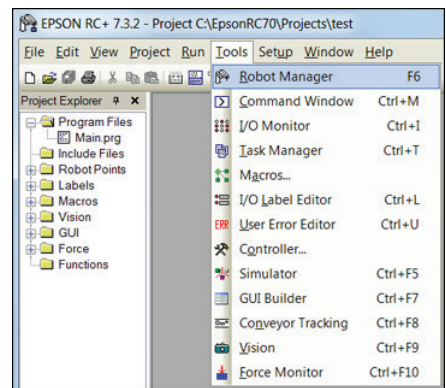 EPSON RC+ 7.3.2 - Project C:\EpsonRC70\Projects\test
File Edit View Project Run Tools Setup Window Help
Project Explorer
Program Files
Main.prg
Include Files
Robot Points
Labels
Macros
Vision
GUI
Force
Functions
Robot Manager F6
Command Window Ctrl+M
I/O Monitor Ctrl+I
Task Manager Ctrl+T
Macros...
I/O Label Editor Ctrl+L
ERR User Error Editor Ctrl+U
Controller...
Simulator Ctrl+F5
GUI Builder Ctrl+F7
Conveyor Tracking Ctrl+F8
Vision Ctrl+F9
Force Monitor Ctrl+F10